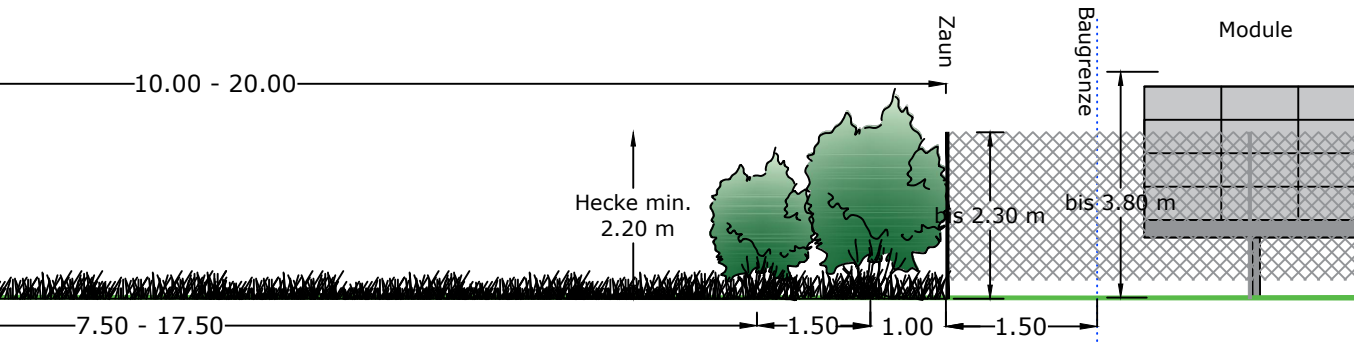 Zaun
Baugrenze
Module
10.00 - 20.00
Hecke min.
2.20 m
bis 2.30 m
bis 3.80 m
7.50 - 17.50
1.50
1.00
1.50